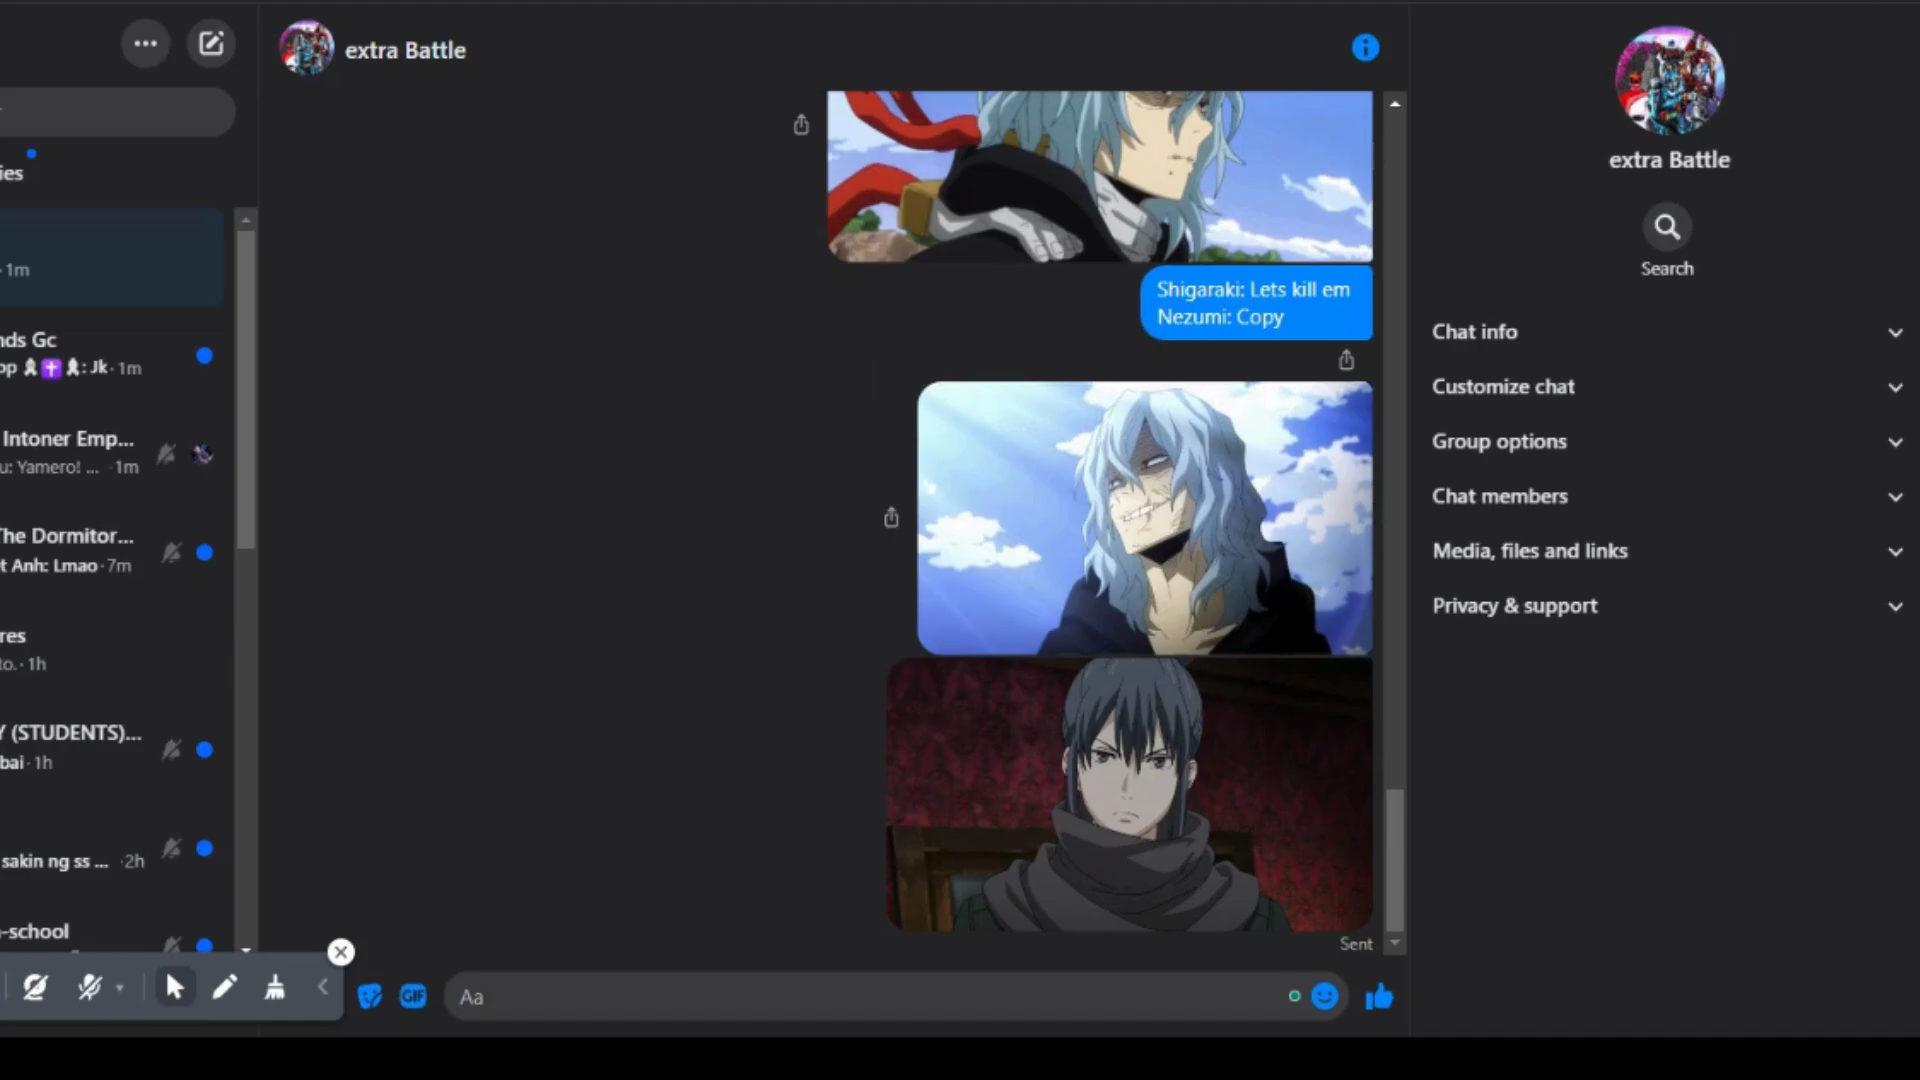 extra Battle
ies
· 1m
nds Gc
op 🎗✝️🎗: Jk · 1m
Intoner Emp...
u: Yamero! ... · 1m
The Dormitor...
t Anh: Lmao · 7m
res
to. · 1h
Y (STUDENTS)...
bai · 1h
sakin ng ss ... · 2h
-school
Shigaraki: Lets kill em
Nezumi: Copy
Sent
GIF
Aa
extra Battle
Search
Chat info
Customize chat
Group options
Chat members
Media, files and links
Privacy & support